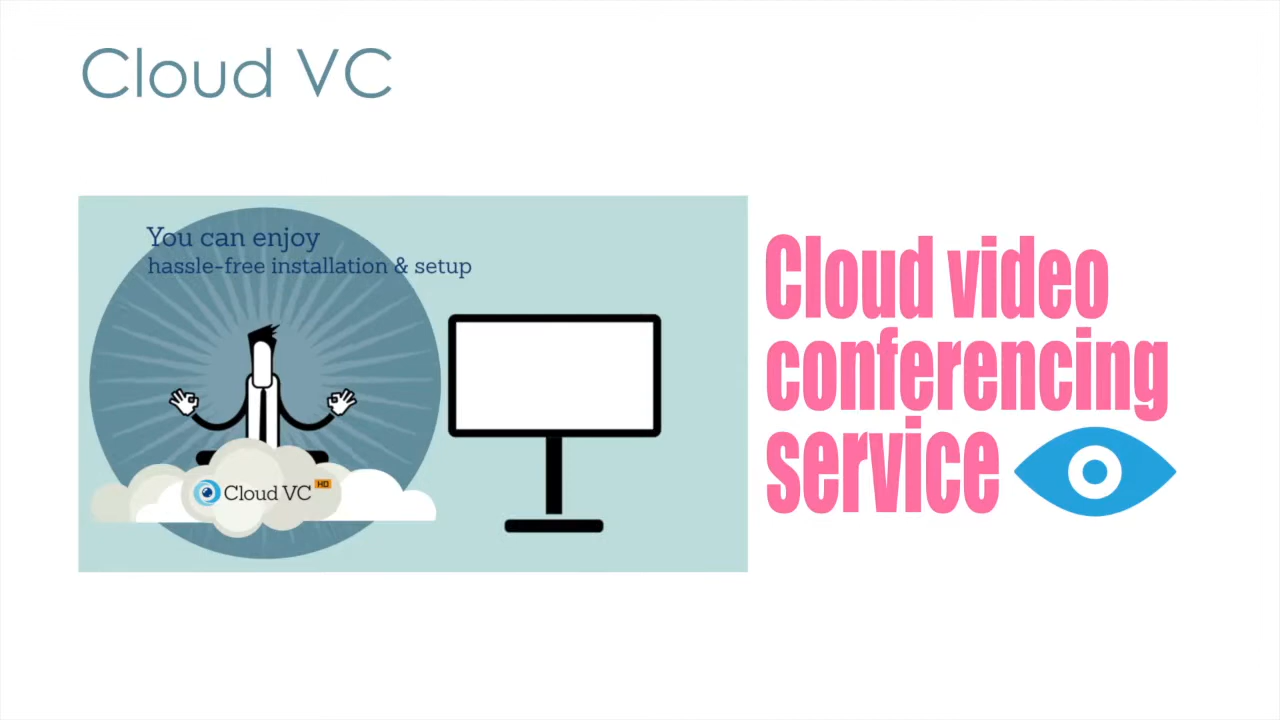 Cloud VC
You can enjoy
hassle-free installation & setup
Cloud VC HD
Cloud video
conferencing
service